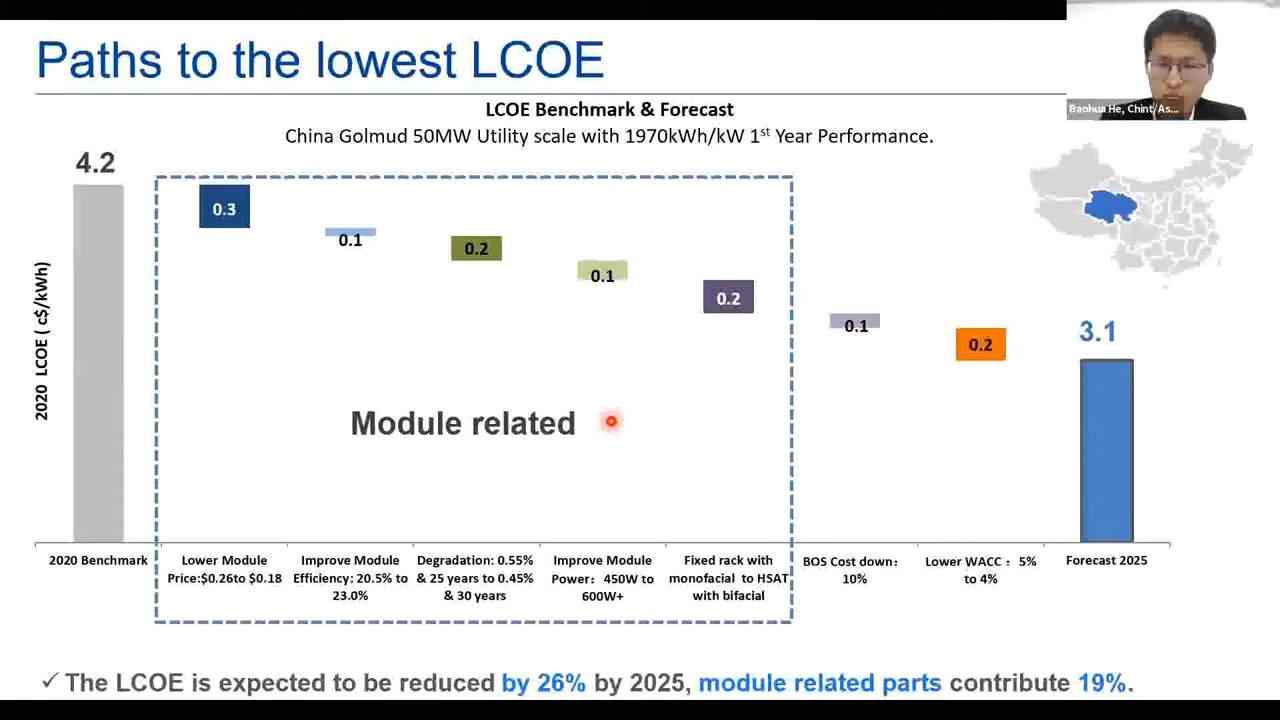 Paths to the lowest LCOE
Baohua He, Chint/As...
LCOE Benchmark & Forecast
China Golmud 50MW Utility scale with 1970kWh/kW 1st Year Performance.
4.2
0.3
0.1
0.2
0.1
0.2
0.1
0.2
3.1
2020 LCOE ( c$/kWh)
Module related
2020 Benchmark
Lower Module
Price:$0.26to $0.18
Improve Module
Efficiency: 20.5% to
23.0%
Degradation: 0.55%
& 25 years to 0.45%
& 30 years
Improve Module
Power： 450W to
600W+
Fixed rack with
monofacial to HSAT
with bifacial
BOS Cost down：
10%
Lower WACC ： 5%
to 4%
Forecast 2025
✓ The LCOE is expected to be reduced by 26% by 2025, module related parts contribute 19%.